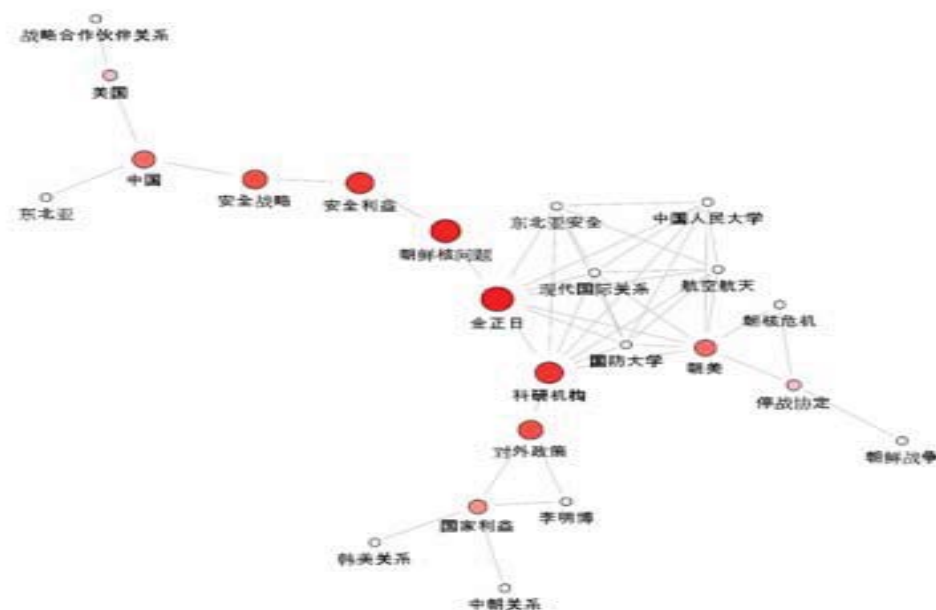 战略合作伙伴关系
美国
中国
东北亚
安全战略
安全利益
朝鲜核问题
金正日
东北亚安全
中国人民大学
现代国际关系
航空航天
朝核危机
国防大学
朝美
科研机构
停战协定
对外政策
朝鲜战争
国家利益
李明博
韩美关系
中朝关系